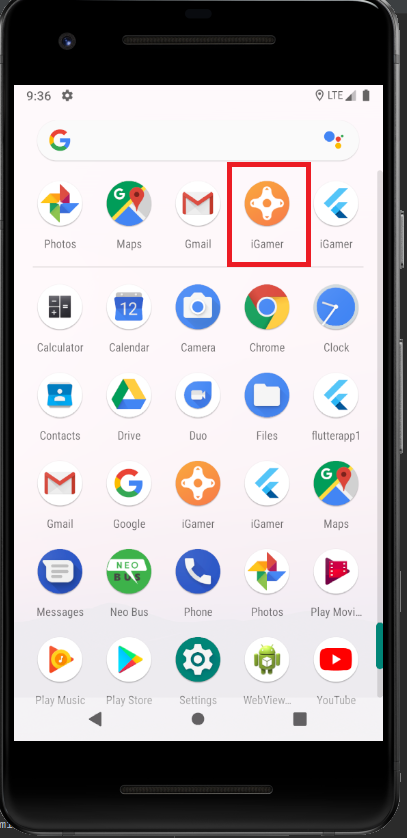 9:36 LTE
G
Photos Maps Gmail iGamer iGamer
12
Calculator Calendar Camera Chrome Clock
Contacts Drive Duo Files flutterapp1
Gmail Google iGamer iGamer Maps
NEO
BUS
Messages Neo Bus Phone Photos Play Movi...
Play Music Play Store Settings WebView... YouTube